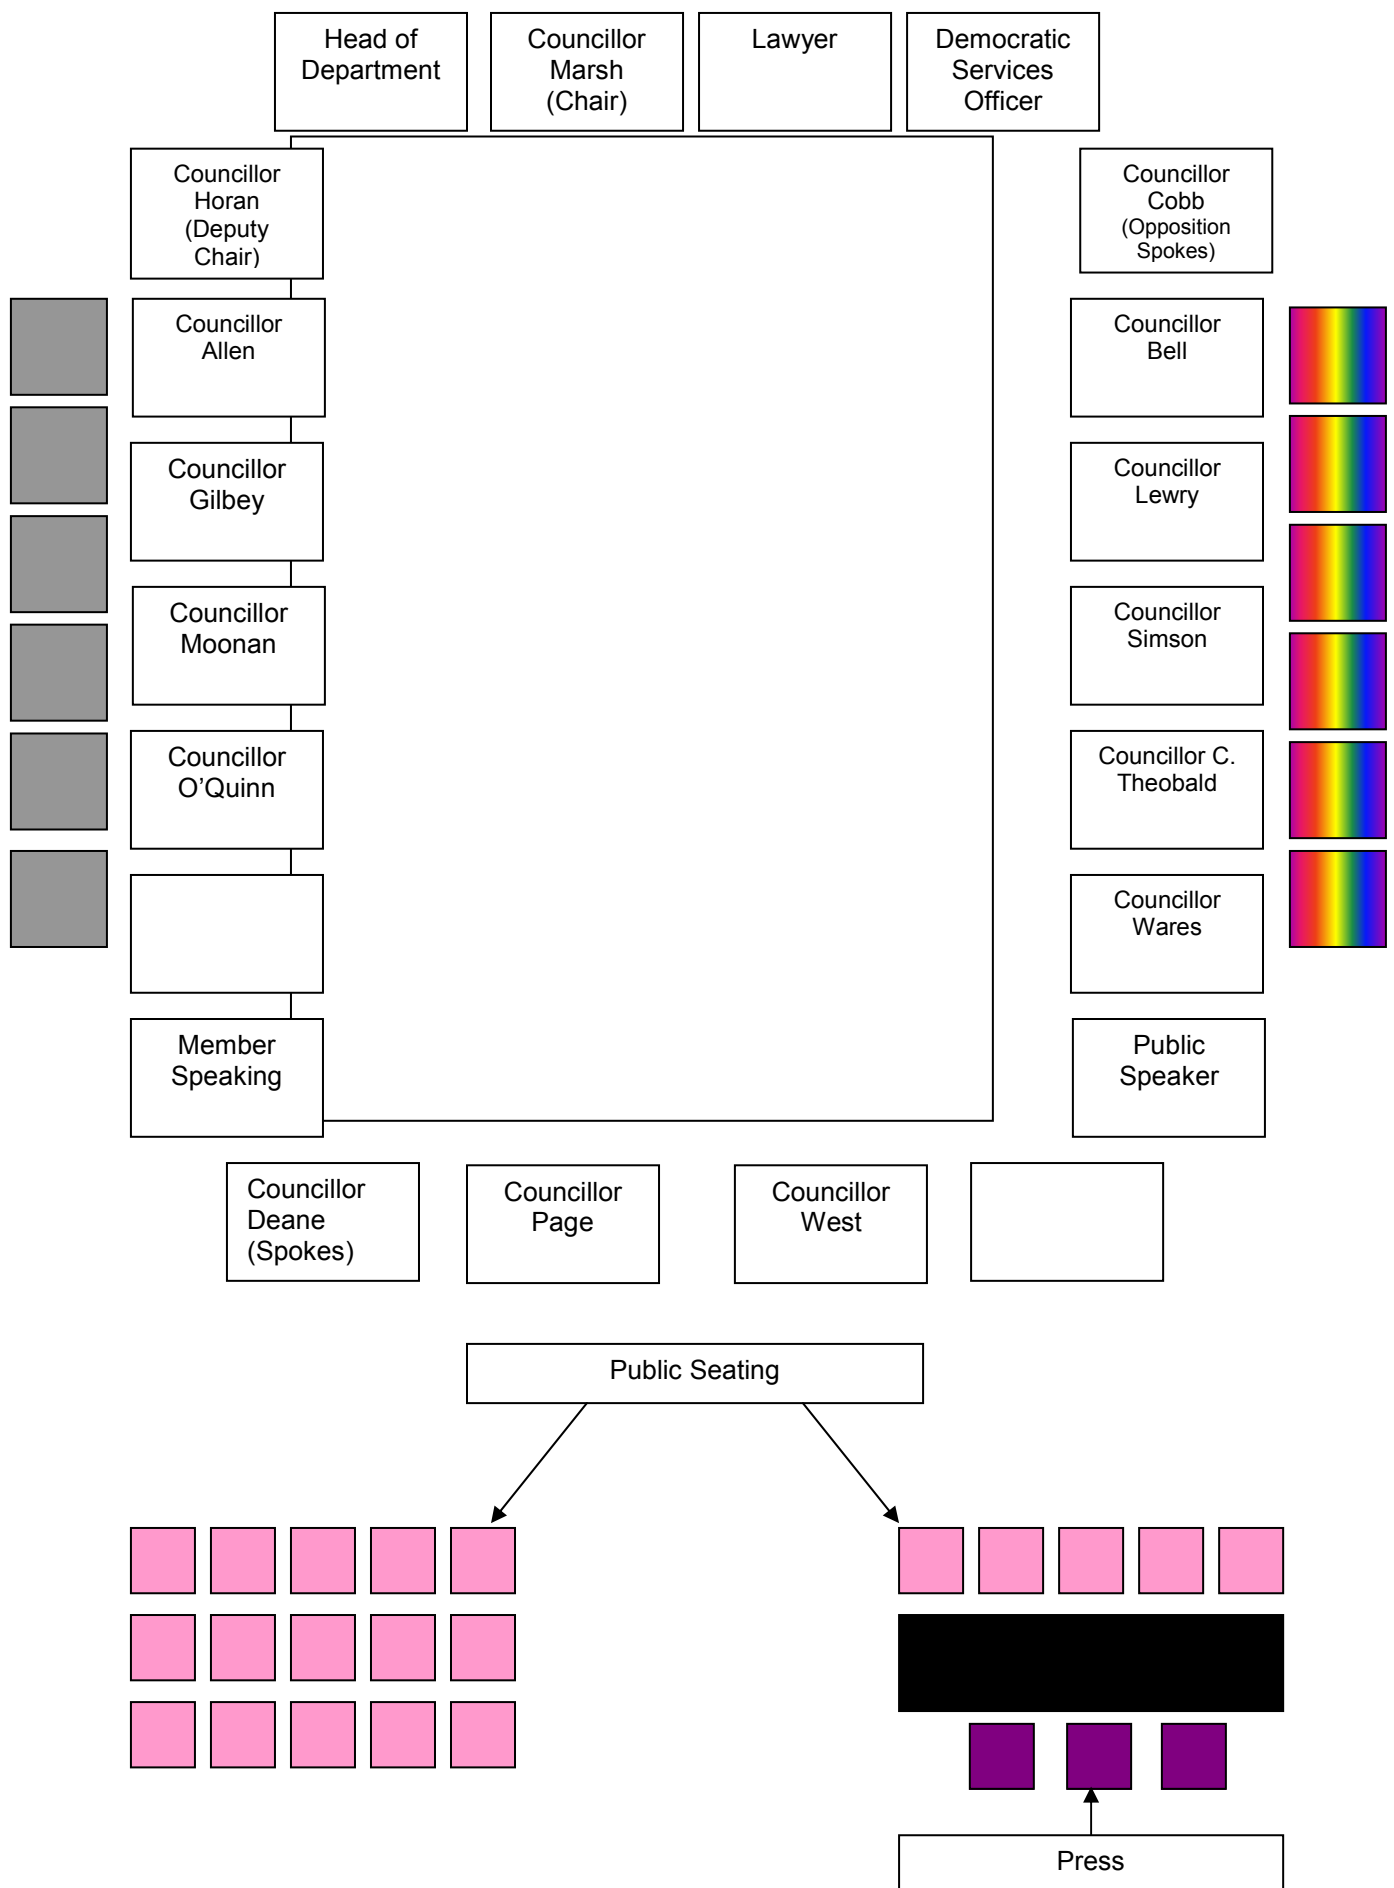 Head of
Department
Councillor
Marsh
(Chair)
Lawyer
Democratic
Services
Officer
Councillor
Horan
(Deputy
Chair)
Councillor
Cobb
(Opposition
Spokes)
Councillor
Allen
Councillor
Bell
Councillor
Gilbey
Councillor
Lewry
Councillor
Moonan
Councillor
Simson
Councillor
O’Quinn
Councillor C.
Theobald
Councillor
Wares
Member
Speaking
Public
Speaker
Councillor
Deane
(Spokes)
Councillor
Page
Councillor
West
Public Seating
Press